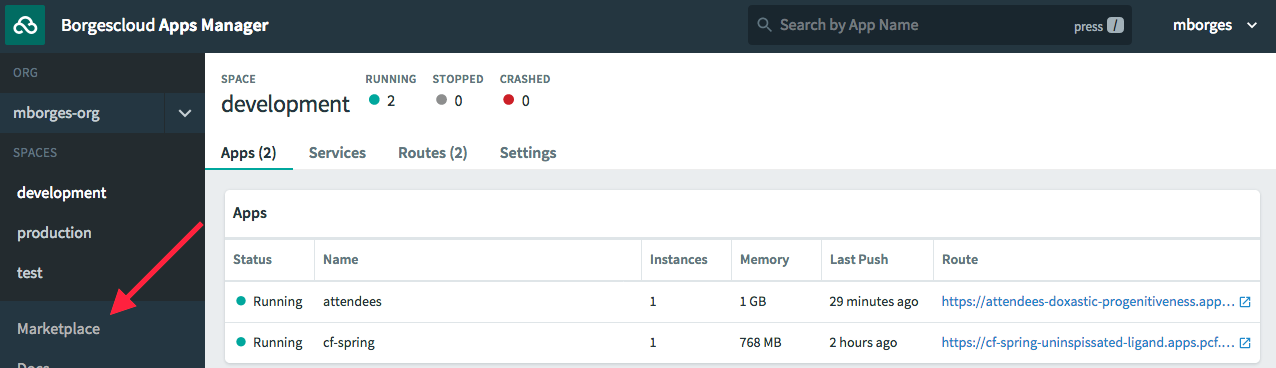 Borgescloud Apps Manager
Search by App Name
press /
mborges
ORG
mborges-org
SPACES
development
production
test
Marketplace
Docs
SPACE
development
RUNNING
2
STOPPED
0
CRASHED
0
Apps (2) Services Routes (2) Settings
Apps
Status Name Instances Memory Last Push Route
Running attendees 1 1 GB 29 minutes ago https://attendees-doxastic-progenitiveness.app...
Running cf-spring 1 768 MB 2 hours ago https://cf-spring-uninspissated-ligand.apps.pcf....